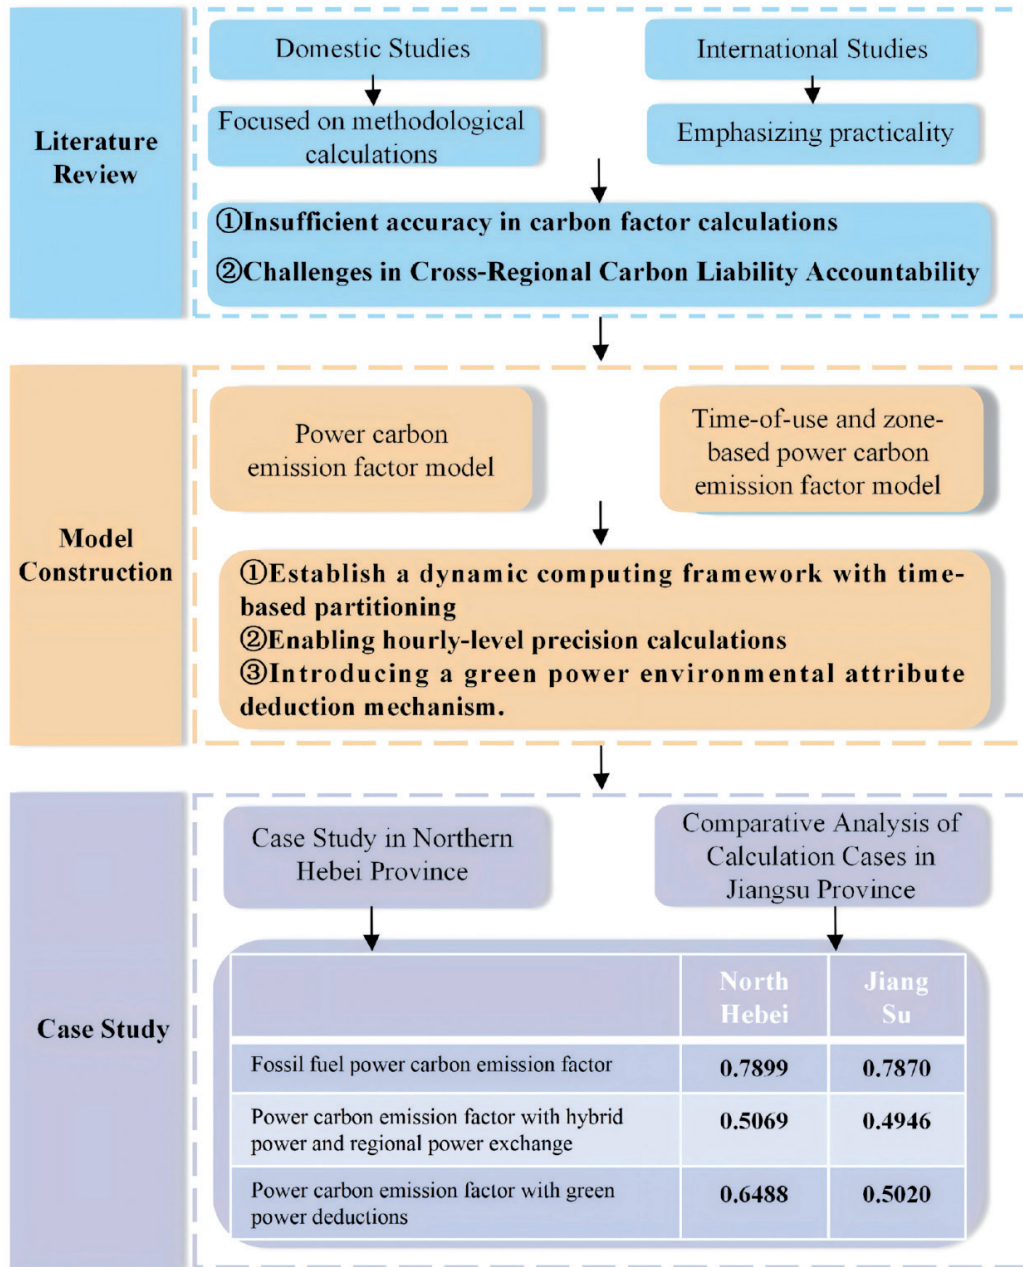 Literature
Review
Domestic Studies
International Studies
Focused on methodological
calculations
Emphasizing practicality
①Insufficient accuracy in carbon factor calculations
②Challenges in Cross-Regional Carbon Liability Accountability
Model
Construction
Power carbon
emission factor model
Time-of-use and zone-
based power carbon
emission factor model
①Establish a dynamic computing framework with time-
based partitioning
②Enabling hourly-level precision calculations
③Introducing a green power environmental attribute
deduction mechanism.
Case Study
Case Study in Northern
Hebei Province
Comparative Analysis of
Calculation Cases in
Jiangsu Province
North
Hebei
Jiang
Su
Fossil fuel power carbon emission factor
0.7899
0.7870
Power carbon emission factor with hybrid
power and regional power exchange
0.5069
0.4946
Power carbon emission factor with green
power deductions
0.6488
0.5020